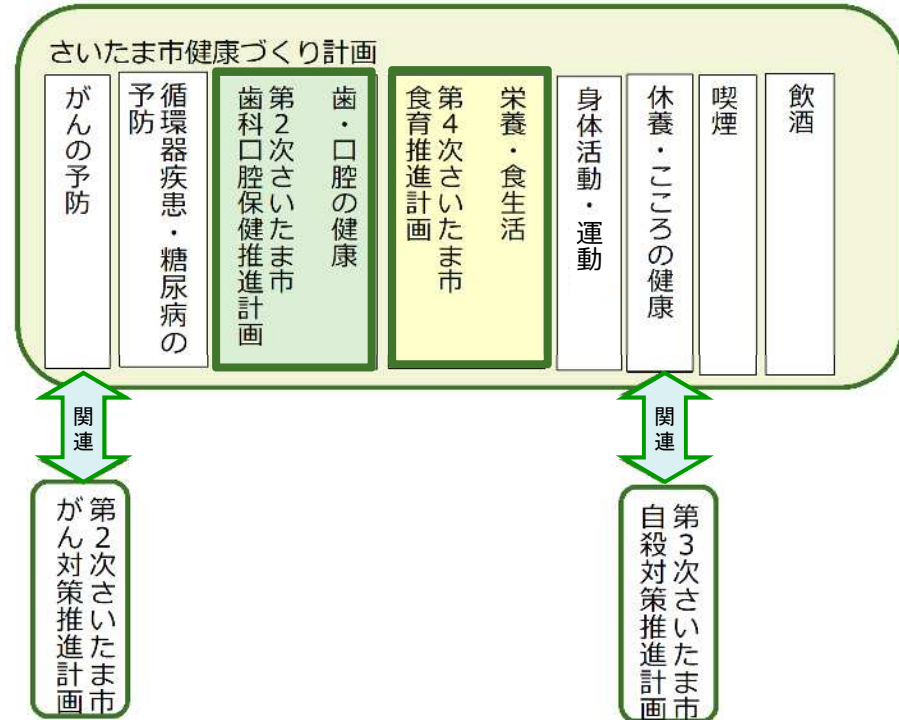 さいたま市健康づくり計画
がんの予防
循環器疾患・糖尿病の
予防
歯・口腔の健康
第2次さいたま市
歯科口腔保健推進計画
栄養・食生活
第4次さいたま市
食育推進計画
身体活動・運動
休養・こころの健康
喫煙
飲酒
関連
関連
第2次さいたま市
がん対策推進計画
第3次さいたま市
自殺対策推進計画